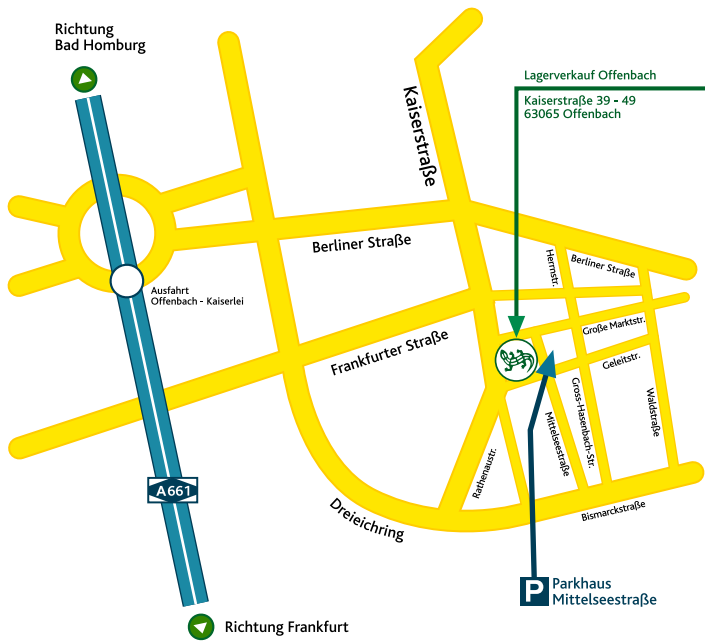 Richtung
Bad Homburg
Lagerverkauf Offenbach
Kaiserstraße 39 - 49
63065 Offenbach
Kaiserstraße
Berliner Straße
Herrnstr.
Berliner Straße
Ausfahrt
Offenbach - Kaiserlei
Große Marktstr.
Frankfurter Straße
Geleitstr.
Gross-Hasenbach-Str.
Waldstraße
Mittelseestraße
Rathenaustr.
A661
Dreieichring
Bismarckstraße
P Parkhaus
Mittelseestraße
Richtung Frankfurt